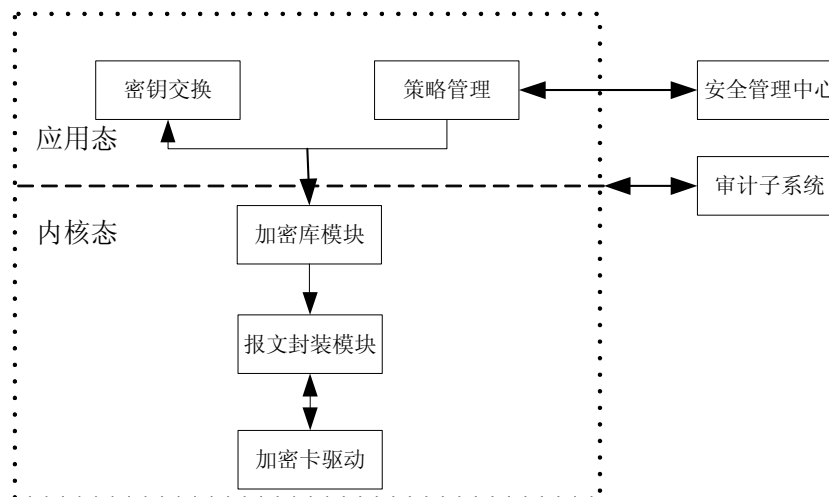 密钥交换
策略管理
安全管理中心
应用态
审计子系统
内核态
加密库模块
报文封装模块
加密卡驱动